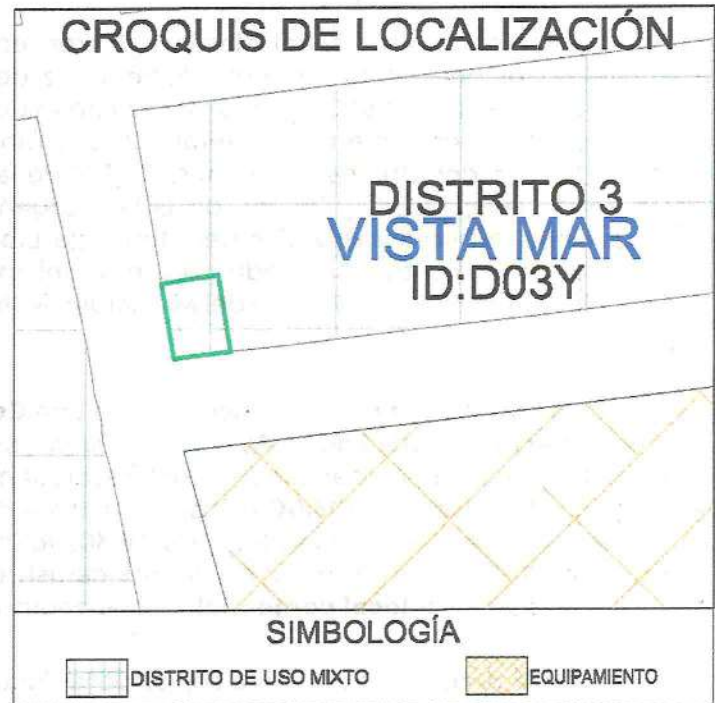 CROQUIS DE LOCALIZACIÓN
DISTRITO 3
VISTA MAR
ID:D03Y
SIMBOLOGÍA
DISTRITO DE USO MIXTO
EQUIPAMIENTO